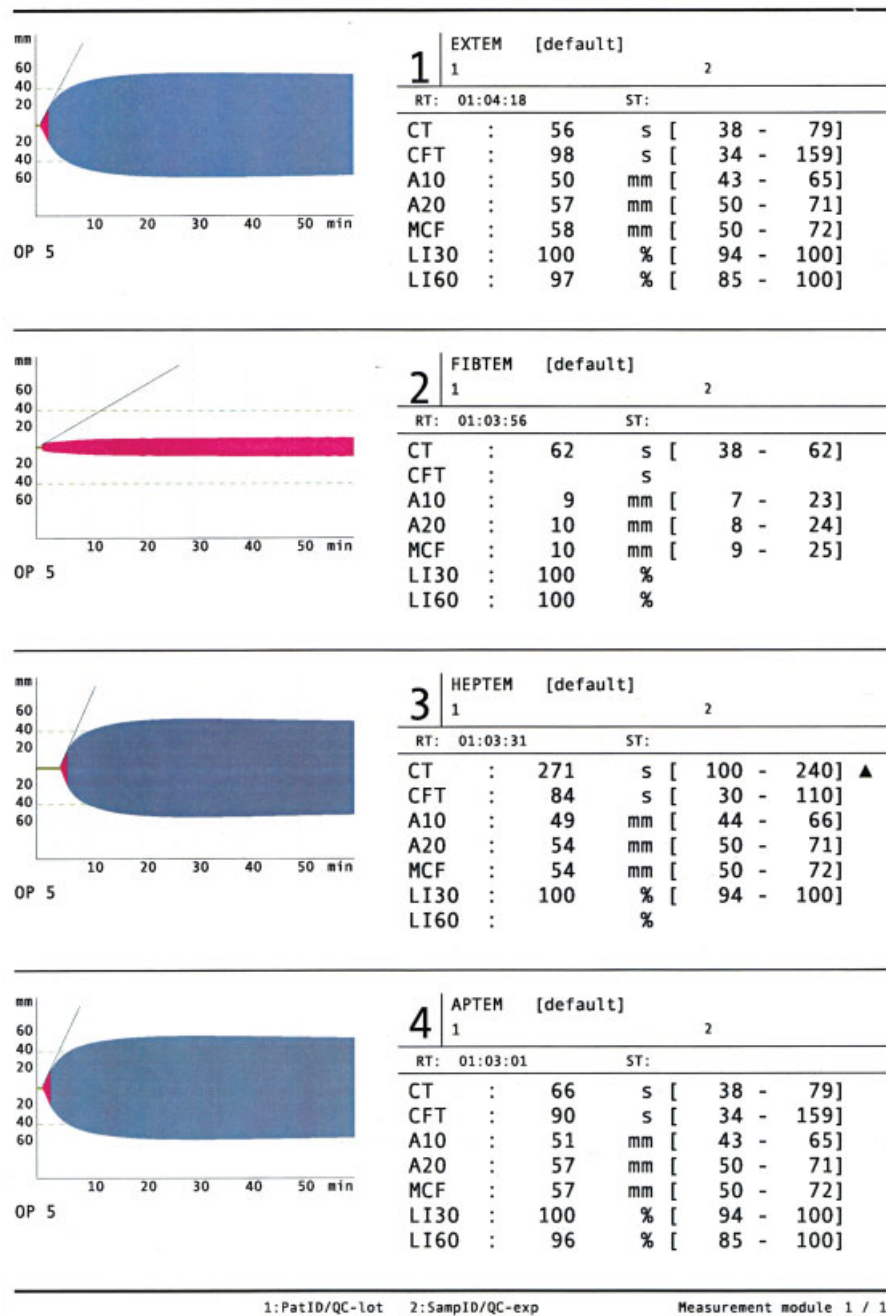 mm
60
40
20
20
40
60
10 20 30 40 50 min
OP 5
1 EXTEM [default]
1 2
RT: 01:04:18 ST:
CT : 56 s [ 38 - 79]
CFT : 98 s [ 34 - 159]
A10 : 50 mm [ 43 - 65]
A20 : 57 mm [ 50 - 71]
MCF : 58 mm [ 50 - 72]
LI30 : 100 % [ 94 - 100]
LI60 : 97 % [ 85 - 100]
mm
60
40
20
20
40
60
10 20 30 40 50 min
OP 5
2 FIBTEM [default]
1 2
RT: 01:03:56 ST:
CT : 62 s [ 38 - 62]
CFT : s
A10 : 9 mm [ 7 - 23]
A20 : 10 mm [ 8 - 24]
MCF : 10 mm [ 9 - 25]
LI30 : 100 %
LI60 : 100 %
mm
60
40
20
20
40
60
10 20 30 40 50 min
OP 5
3 HEPTEM [default]
1 2
RT: 01:03:31 ST:
CT : 271 s [ 100 - 240] ▲
CFT : 84 s [ 30 - 110]
A10 : 49 mm [ 44 - 66]
A20 : 54 mm [ 50 - 71]
MCF : 54 mm [ 50 - 72]
LI30 : 100 % [ 94 - 100]
LI60 : %
mm
60
40
20
20
40
60
10 20 30 40 50 min
OP 5
4 APTEM [default]
1 2
RT: 01:03:01 ST:
CT : 66 s [ 38 - 79]
CFT : 90 s [ 34 - 159]
A10 : 51 mm [ 43 - 65]
A20 : 57 mm [ 50 - 71]
MCF : 57 mm [ 50 - 72]
LI30 : 100 % [ 94 - 100]
LI60 : 96 % [ 85 - 100]
1:PatID/QC-lot 2:SampID/QC-exp Measurement module 1 / 1